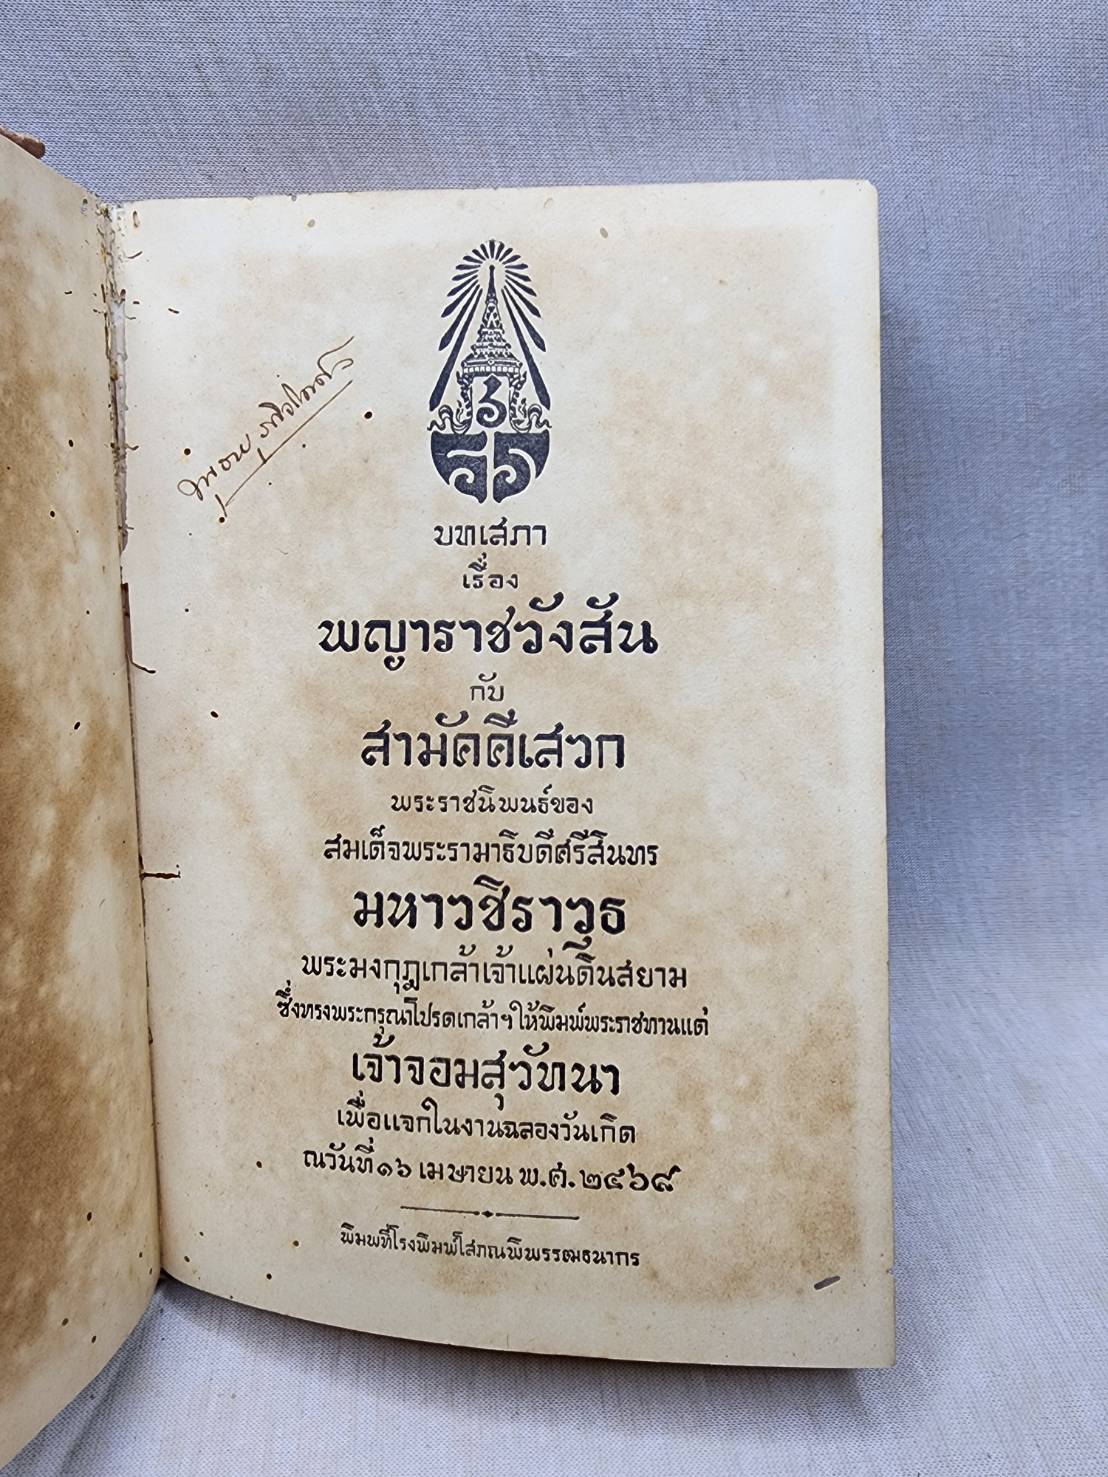 บทเสภา
เรื่อง
พญาราชวังสัน
กับ
สามัคคีเสวก
พระราชนิพนธ์ของ
สมเด็จพระรามาธิบดีศรีสินทร
มหาวชิราวุธ
พระมงกุฎเกล้าเจ้าแผ่นดินสยาม
ซึ่งทรงพระกรุณาโปรดเกล้าฯให้พิมพ์พระราชทานแด่
เจ้าจอมสุวัทนา
เพื่อแจกในงานฉลองวันเกิด
ณวันที่๑๖ เมษายน พ.ศ.๒๔๖๘
พิมพที่โรงพิมพ์โสภณพิพรรฒธนากร